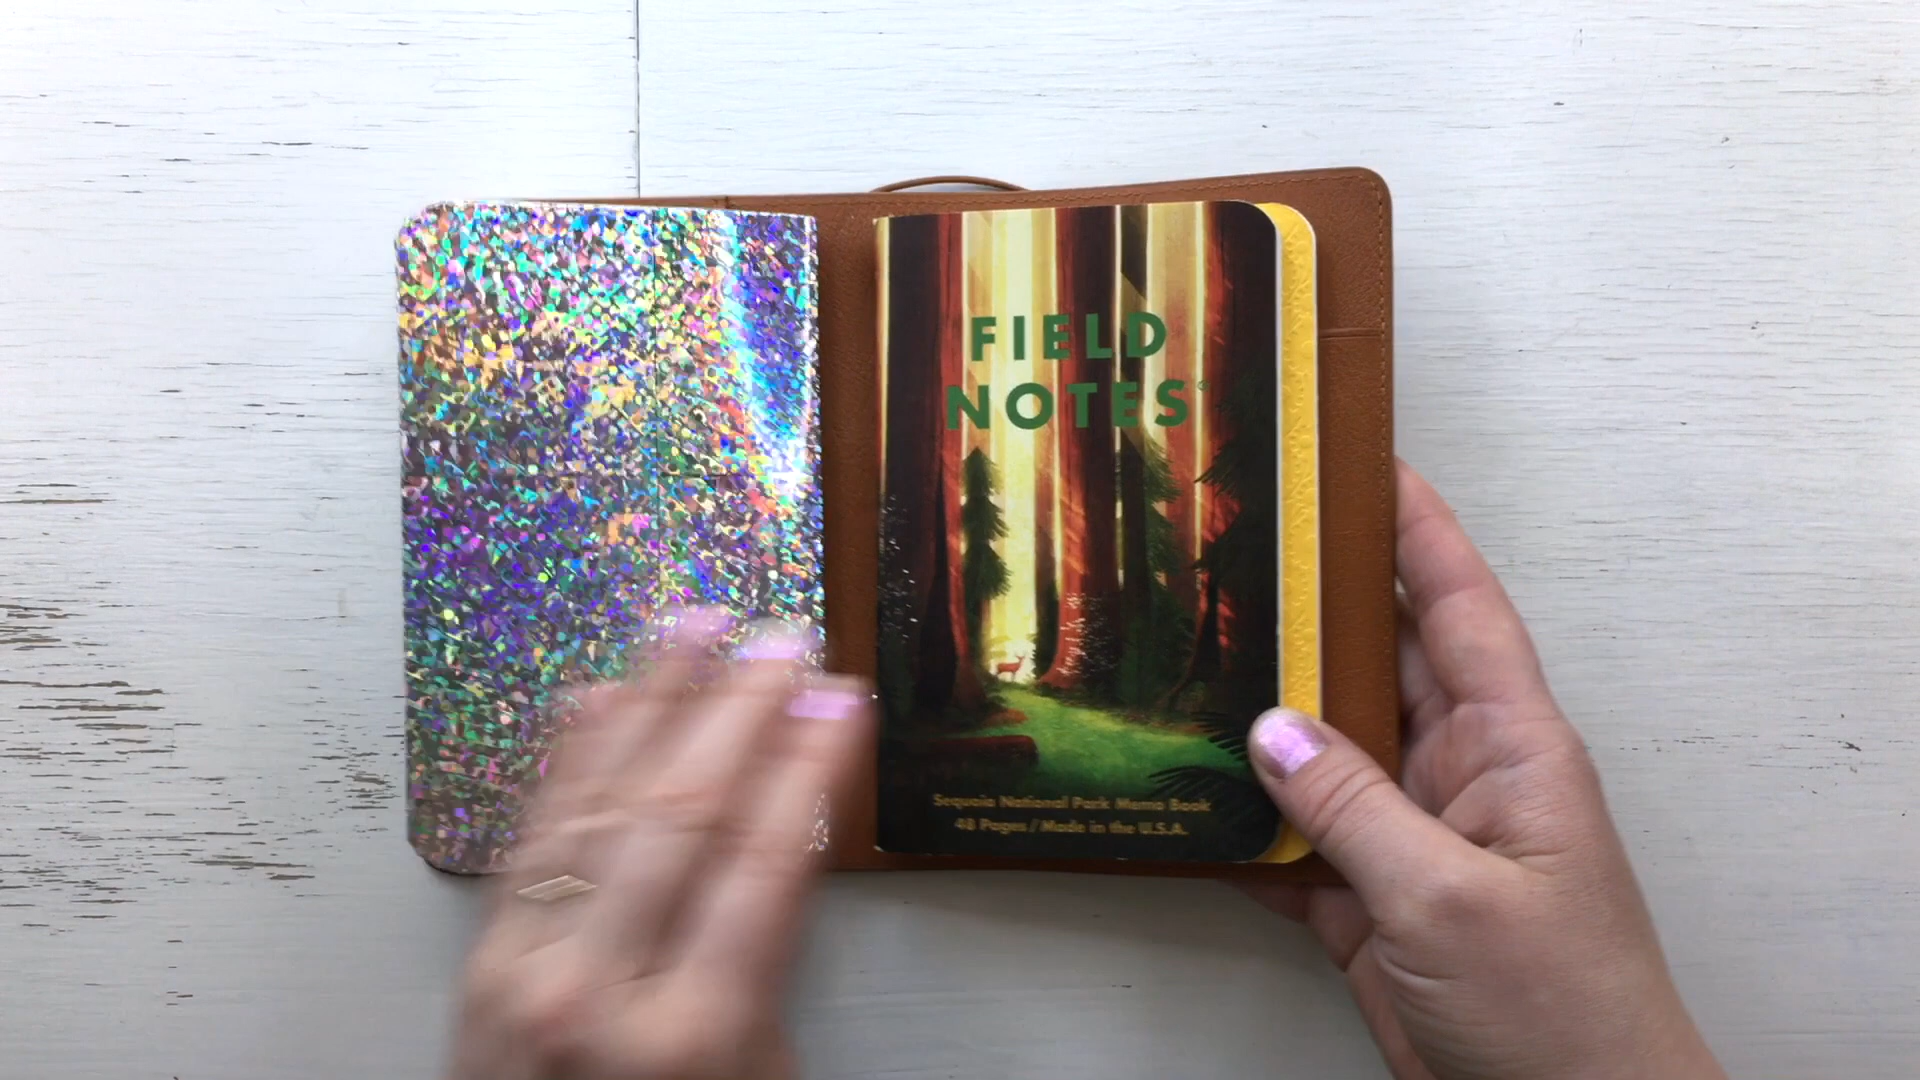 FIELD
NOTES®
Sequoia National Park Memo Book
48 Pages / Made in the U.S.A.